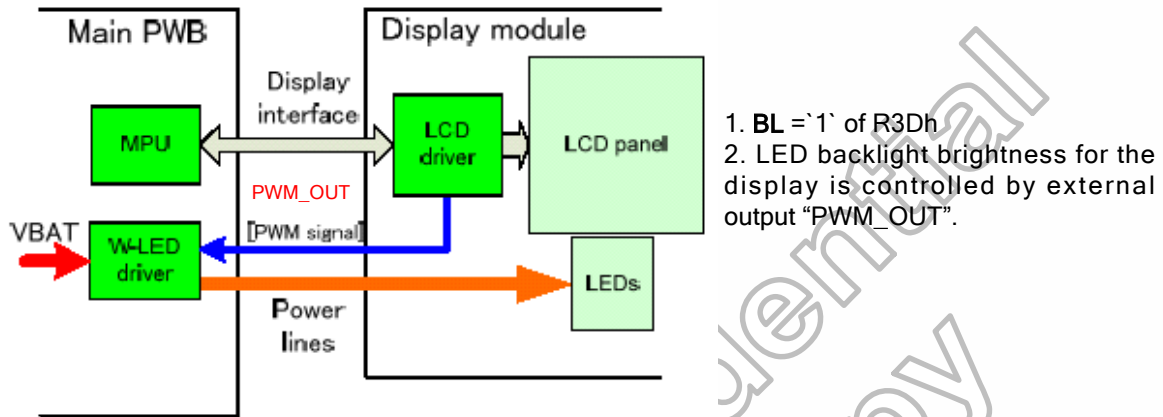 Main PWB
Display module
Display
interface
MPU
LCD
driver
LCD panel
PWM_OUT
[PWM signal]
VBAT
W-LED
driver
LEDs
Power
lines
1. BL =`1` of R3Dh
2. LED backlight brightness for the
display is controlled by external
output “PWM_OUT”.
dential